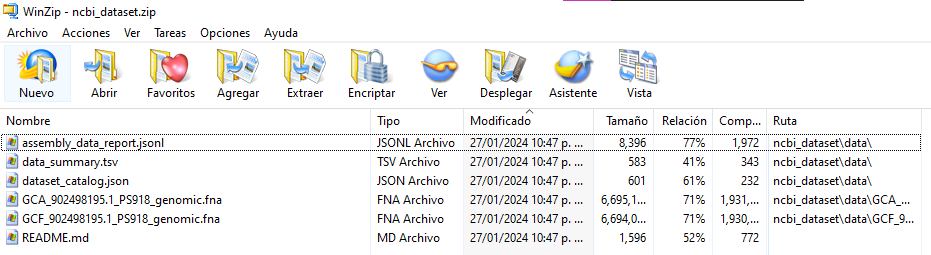 WinZip - ncbi_dataset.zip
Archivo Acciones Ver Tareas Opciones Ayuda
Nuevo Abrir Favoritos Agregar Extraer Encriptar Ver Desplegar Asistente Vista
Nombre Tipo Modificado Tamaño Relación Comp... Ruta
assembly_data_report.jsonl JSONL Archivo 27/01/2024 10:47 p. ... 8,396 77% 1,972 ncbi_dataset\data\
data_summary.tsv TSV Archivo 27/01/2024 10:47 p. ... 583 41% 343 ncbi_dataset\data\
dataset_catalog.json JSON Archivo 27/01/2024 10:47 p. ... 601 61% 232 ncbi_dataset\data\
GCA_902498195.1_PS918_genomic.fna FNA Archivo 27/01/2024 10:47 p. ... 6,695,1... 71% 1,931,... ncbi_dataset\data\GCA_...
GCF_902498195.1_PS918_genomic.fna FNA Archivo 27/01/2024 10:47 p. ... 6,694,0... 71% 1,930,... ncbi_dataset\data\GCF_9...
README.md MD Archivo 27/01/2024 10:47 p. ... 1,596 52% 772